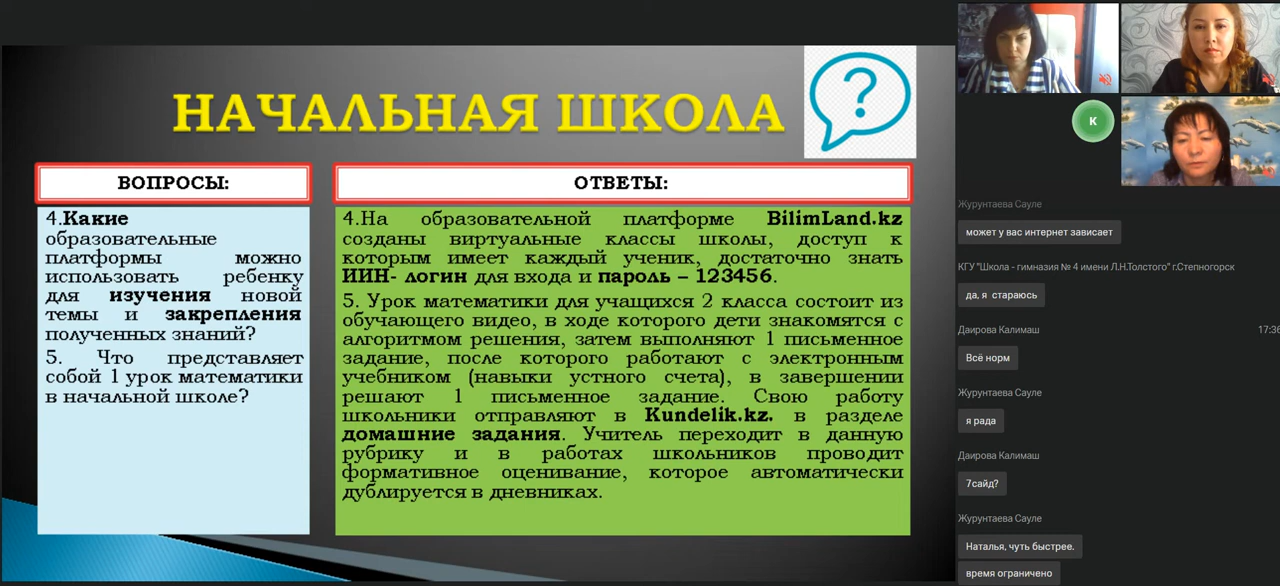 НАЧАЛЬНАЯ ШКОЛА
?
ВОПРОСЫ:
4.Какие
образовательные
платформы можно
использовать ребенку
для изучения новой
темы и закрепления
полученных знаний?
5. Что представляет
собой 1 урок математики
в начальной школе?
ОТВЕТЫ:
4.На образовательной платформе BilimLand.kz
созданы виртуальные классы школы, доступ к
которым имеет каждый ученик, достаточно знать
ИИН- логин для входа и пароль – 123456.
5. Урок математики для учащихся 2 класса состоит из
обучающего видео, в ходе которого дети знакомятся с
алгоритмом решения, затем выполняют 1 письменное
задание, после которого работают с электронным
учебником (навыки устного счета), в завершении
решают 1 письменное задание. Свою работу
школьники отправляют в Kundelik.kz. в разделе
домашние задания. Учитель переходит в данную
рубрику и в работах школьников проводит
формативное оценивание, которое автоматически
дублируется в дневниках.
К
Журунтаева Сауле
может у вас интернет зависает
КГУ "Школа - гимназия № 4 имени Л.Н.Толстого" г.Степногорск
да, я стараюсь
Даирова Калимаш 17:36
Всё норм
Журунтаева Сауле
я рада
Даирова Калимаш
7сайд?
Журунтаева Сауле
Наталья, чуть быстрее.
время ограничено